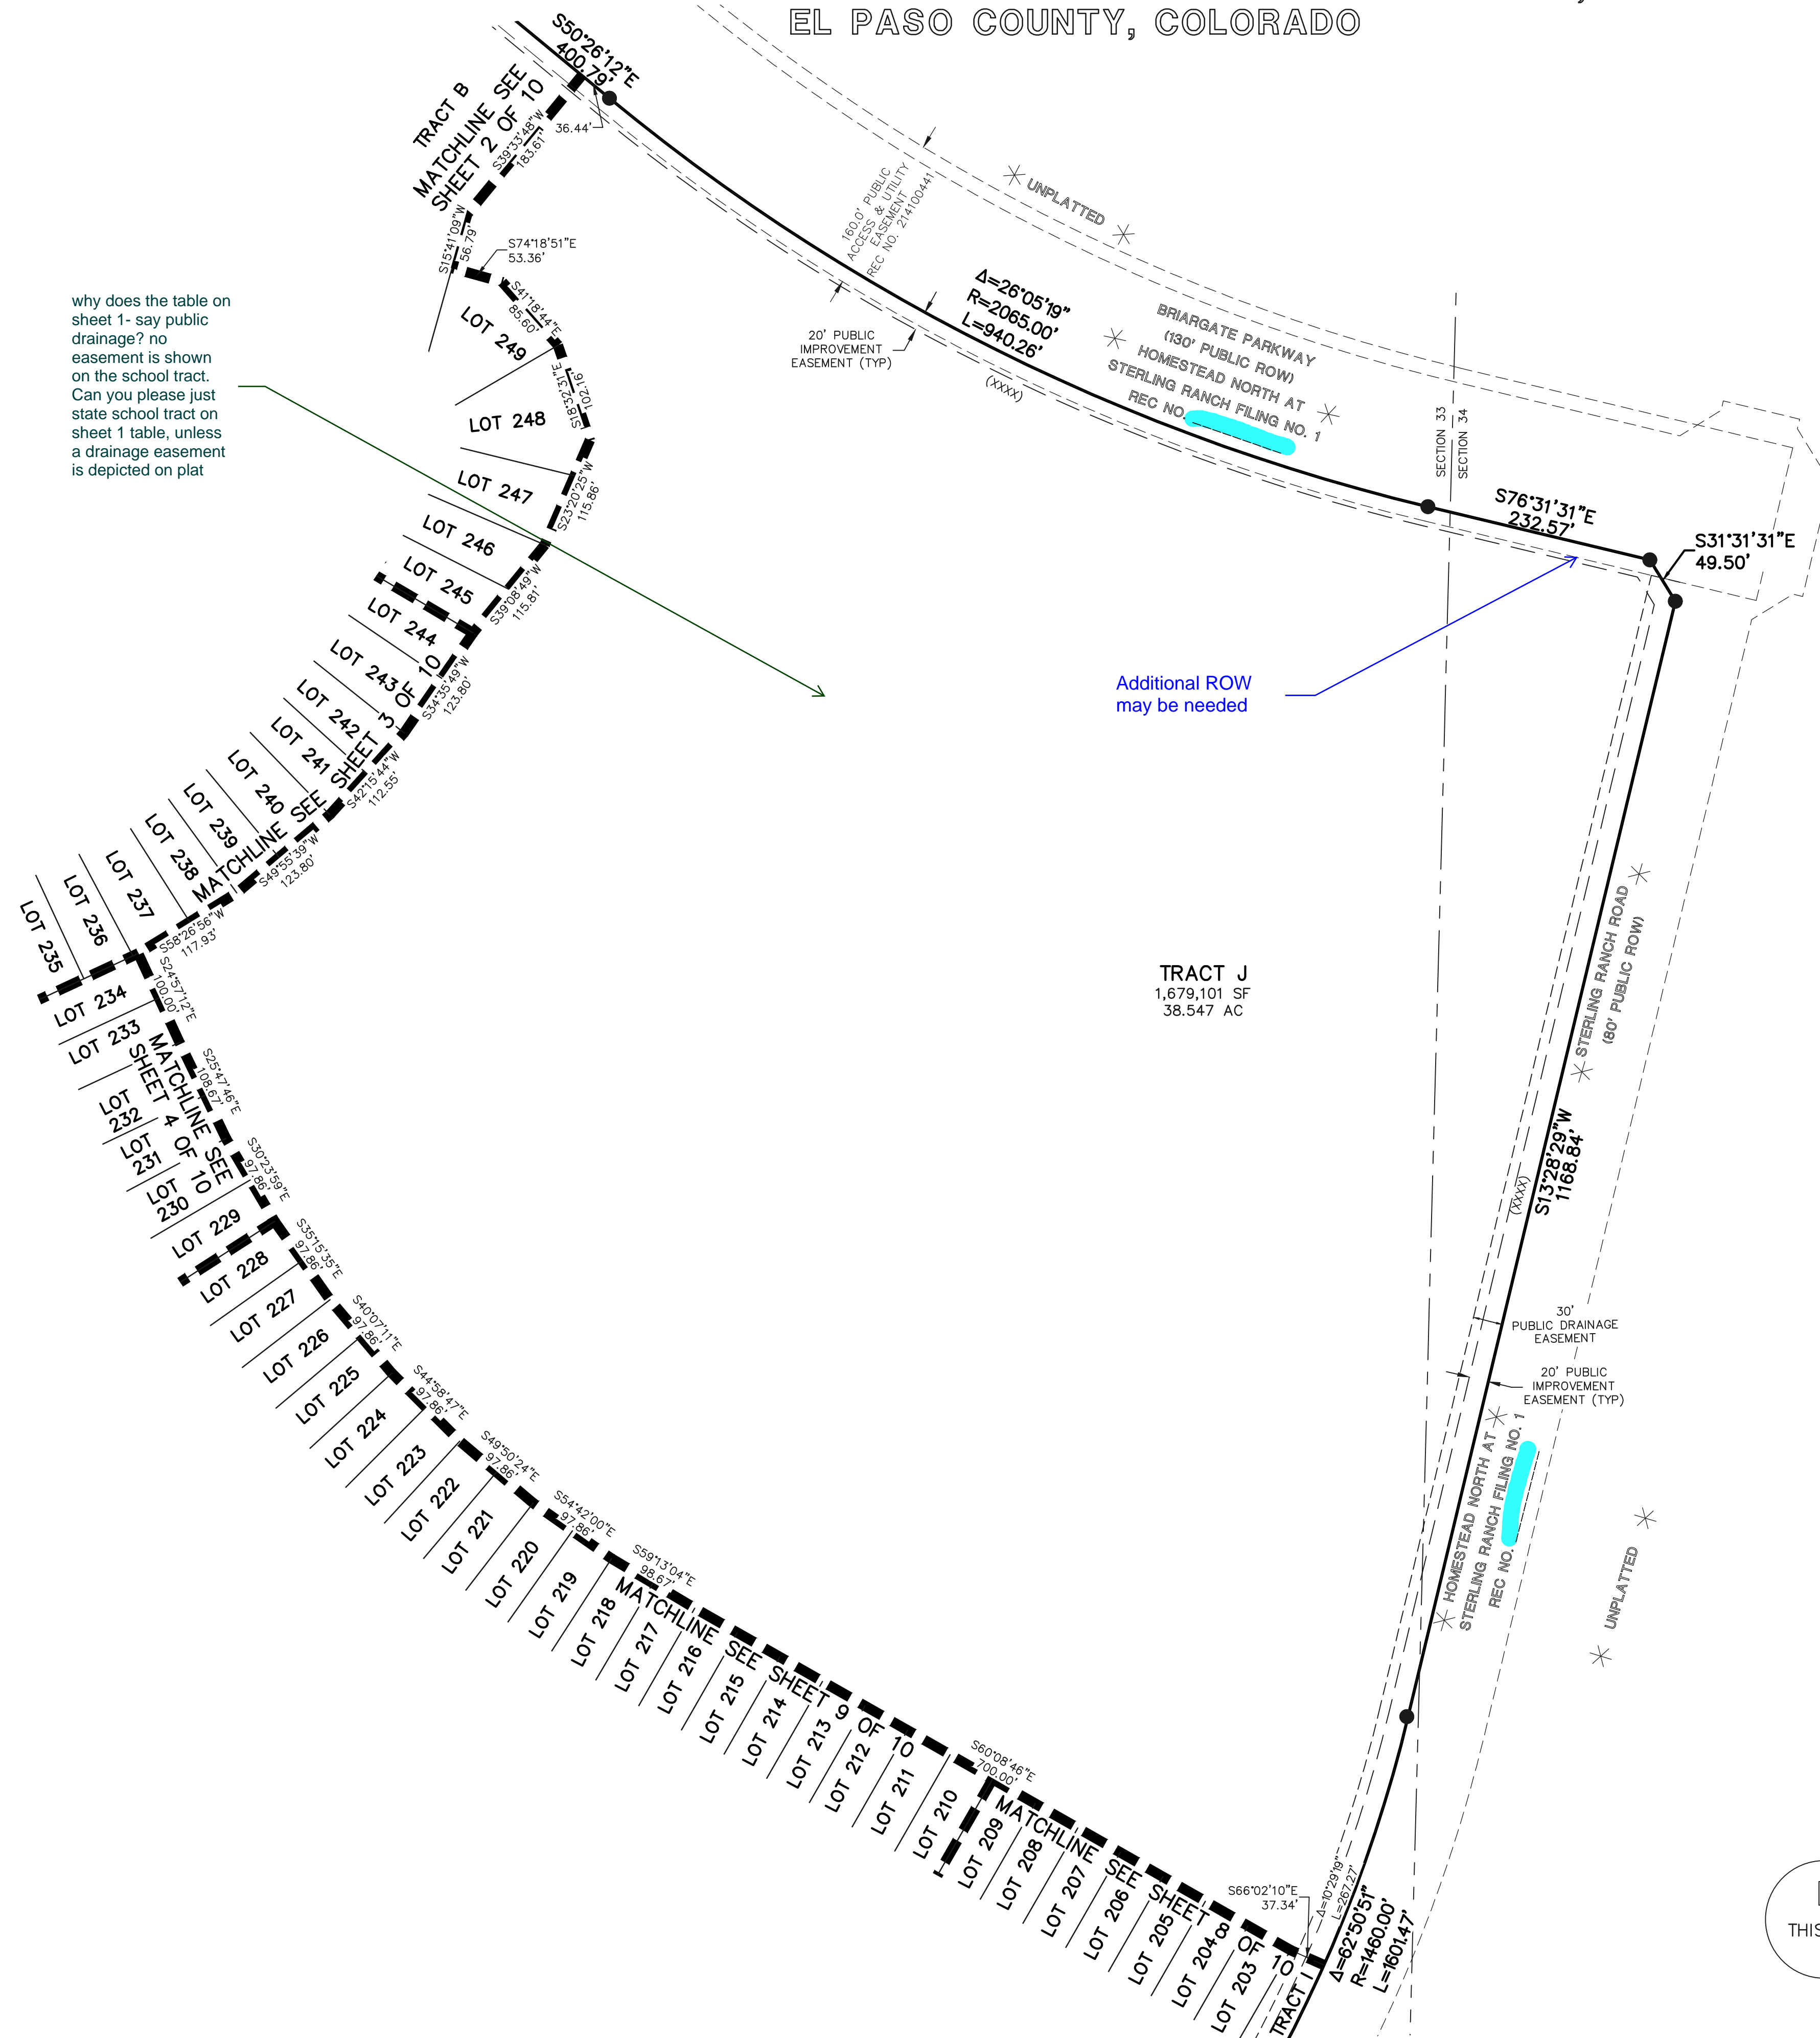 EL PASO COUNTY, COLORADO
S50°26'12"E
400.79'
36.44'
TRACT B
MATCHLINE SEE
SHEET 2 OF 10
S39°33'48"W
183.61'
S15°41'09"W
56.79'
S74°18'51"E
53.36'
S41°18'44"E
85.60'
LOT 249
S18°32'31"E
102.16'
LOT 248
LOT 247
S23°20'25"W
115.86'
LOT 246
LOT 245
S39°08'49"W
115.81'
LOT 244
LOT 243
S34°35'49"W
123.80'
LOT 242
LOT 241
S42°15'44"W
112.55'
MATCHLINE SEE SHEET 3 OF 10
LOT 240
LOT 239
S49°55'39"W
123.80'
LOT 238
LOT 237
S58°26'56"W
117.93'
LOT 236
LOT 235
why does the table on
sheet 1- say public
drainage? no
easement is shown
on the school tract.
Can you please just
state school tract on
sheet 1 table, unless
a drainage easement
is depicted on plat
160.0' PUBLIC
ACCESS & UTILITY
EASEMENT
REC NO. 214100441
UNPLATTED
20' PUBLIC
IMPROVEMENT
EASEMENT (TYP)
Δ=26°05'19"
R=2065.00'
L=940.26'
(XXXX)
BRIARGATE PARKWAY
(130' PUBLIC ROW)
HOMESTEAD NORTH AT
STERLING RANCH FILING NO. 1
REC NO.
SECTION 33
SECTION 34
S76°31'31"E
232.57'
S31°31'31"E
49.50'
Additional ROW
may be needed
STERLING RANCH ROAD
(80' PUBLIC ROW)
TRACT J
1,679,101 SF
38.547 AC
S13°28'29"W
1168.84'
(XXXX)
30'
PUBLIC DRAINAGE
EASEMENT
20' PUBLIC
IMPROVEMENT
EASEMENT (TYP)
HOMESTEAD NORTH AT
STERLING RANCH FILING NO. 1
REC NO.
UNPLATTED
LOT 234
S24°57'12"E
100.00'
LOT 233
MATCHLINE SEE
SHEET 4 OF 10
S25°47'46"E
108.67'
LOT
232
LOT
231
LOT
230
S30°23'59"E
97.86'
LOT 229
LOT 228
S35°15'35"E
97.86'
LOT 227
LOT 226
S40°07'11"E
97.86'
LOT 225
LOT 224
S44°58'47"E
97.86'
LOT 223
LOT 222
S49°50'24"E
97.86'
LOT 221
LOT 220
S54°42'00"E
97.86'
LOT 219
LOT 218
S59°13'04"E
98.67'
MATCHLINE SEE SHEET 9 OF 10
LOT 217
LOT 216
LOT 215
LOT 214
LOT 213
LOT 212
LOT 211
LOT 210
S60°08'46"E
700.00'
MATCHLINE SEE SHEET 8 OF 10
LOT 209
LOT 208
LOT 207
LOT 206
LOT 205
LOT 204
LOT 203
S66°02'10"E
37.34'
Δ=10°29'19"
L=267.27'
Δ=62°50'51"
R=1460.00'
L=1601.47'
TRACT I
THIS